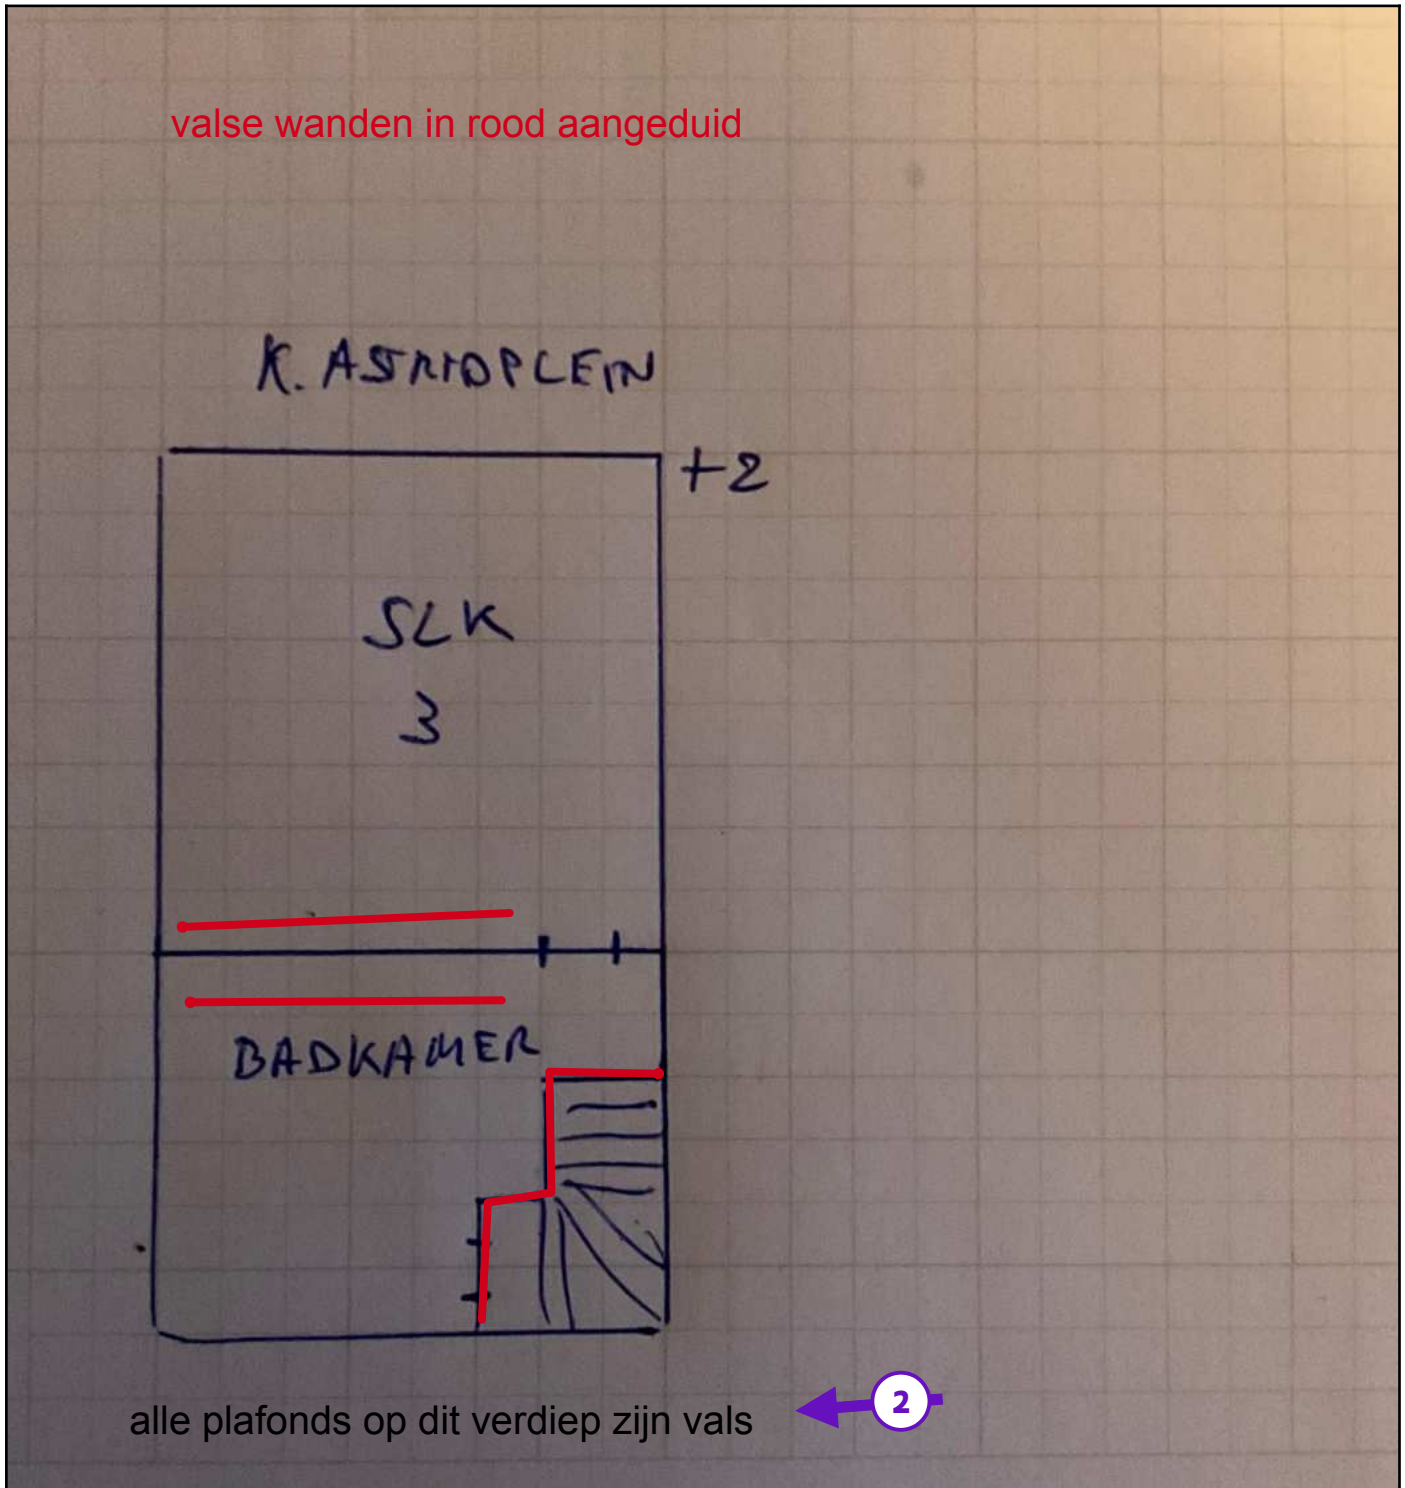 valse wanden in rood aangeduid
K. ASTRIDPLEIN
+2
SLK
3
BADKAMER
alle plafonds op dit verdiep zijn vals
2